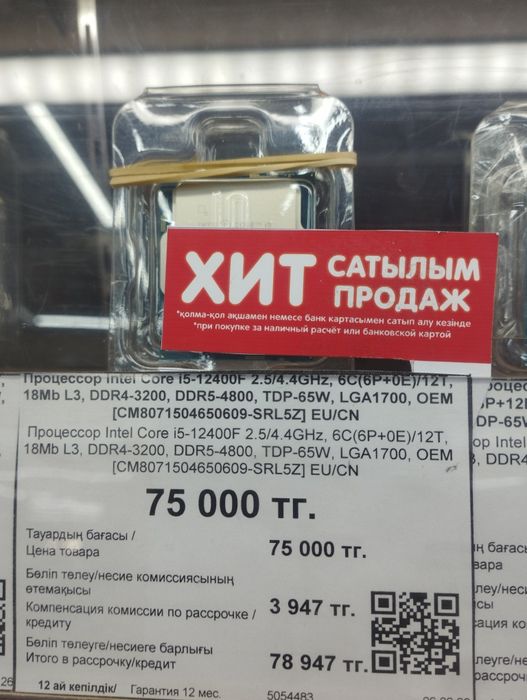 ХИТ САТЫЛЫМ
ПРОДАЖ
*қолма-қол ақшамен немесе банк картасымен сатып алу кезінде
*при покупке за наличный расчёт или банковской картой
Процессор Intel Core i5-12400F 2.5/4.4GHz, 6C(6P+0E)/12T,
18Mb L3, DDR4-3200, DDR5-4800, TDP-65W, LGA1700, OEM
[CM8071504650609-SRL5Z] EU/CN
Процессор Intel Core i5-12400F 2.5/4.4GHz, 6C(6P+0E)/12T,
18Mb L3, DDR4-3200, DDR5-4800, TDP-65W, LGA1700, OEM
[CM8071504650609-SRL5Z] EU/CN
75 000 тг.
Тауардың бағасы /
Цена товара 75 000 тг.
Бөліп төлеу/несие комиссиясының
өтемақысы
Компенсация комиссии по рассрочке /
кредиту 3 947 тг.
Бөліп төлеуге/несиеге барлығы
Итого в рассрочку/кредит 78 947 тг.
12 ай кепілдік/ Гарантия 12 мес. 5054483